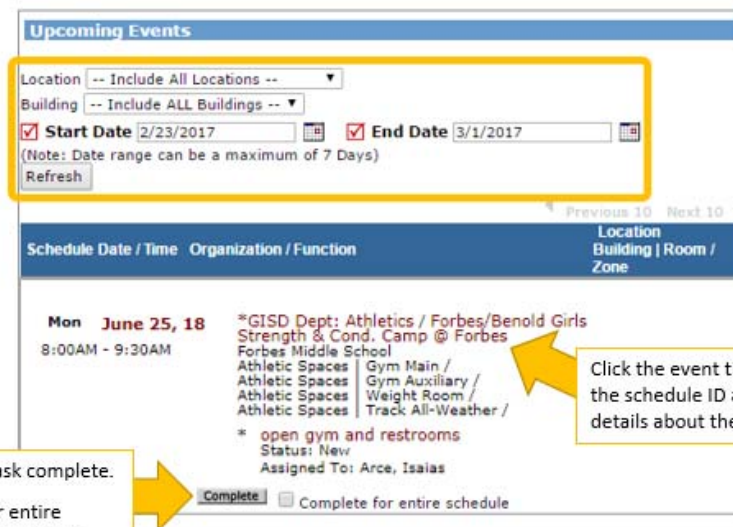 Upcoming Events
Location -- Include All Locations --
Building -- Include ALL Buildings --
Start Date 2/23/2017 End Date 3/1/2017
(Note: Date range can be a maximum of 7 Days)
Refresh
Previous 10 Next 10
Schedule Date / Time Organization / Function Location
Building | Room /
Zone
Mon June 25, 18 *GISD Dept: Athletics / Forbes/Benold Girls
Strength & Cond. Camp @ Forbes
8:00AM - 9:30AM Forbes Middle School
Athletic Spaces | Gym Main /
Athletic Spaces | Gym Auxiliary /
Athletic Spaces | Weight Room /
Athletic Spaces | Track All-Weather /
Click the event t
the schedule ID a
details about the
* open gym and restrooms
Status: New
Assigned To: Arce, Isaias
ask complete.
r entire
Complete Complete for entire schedule